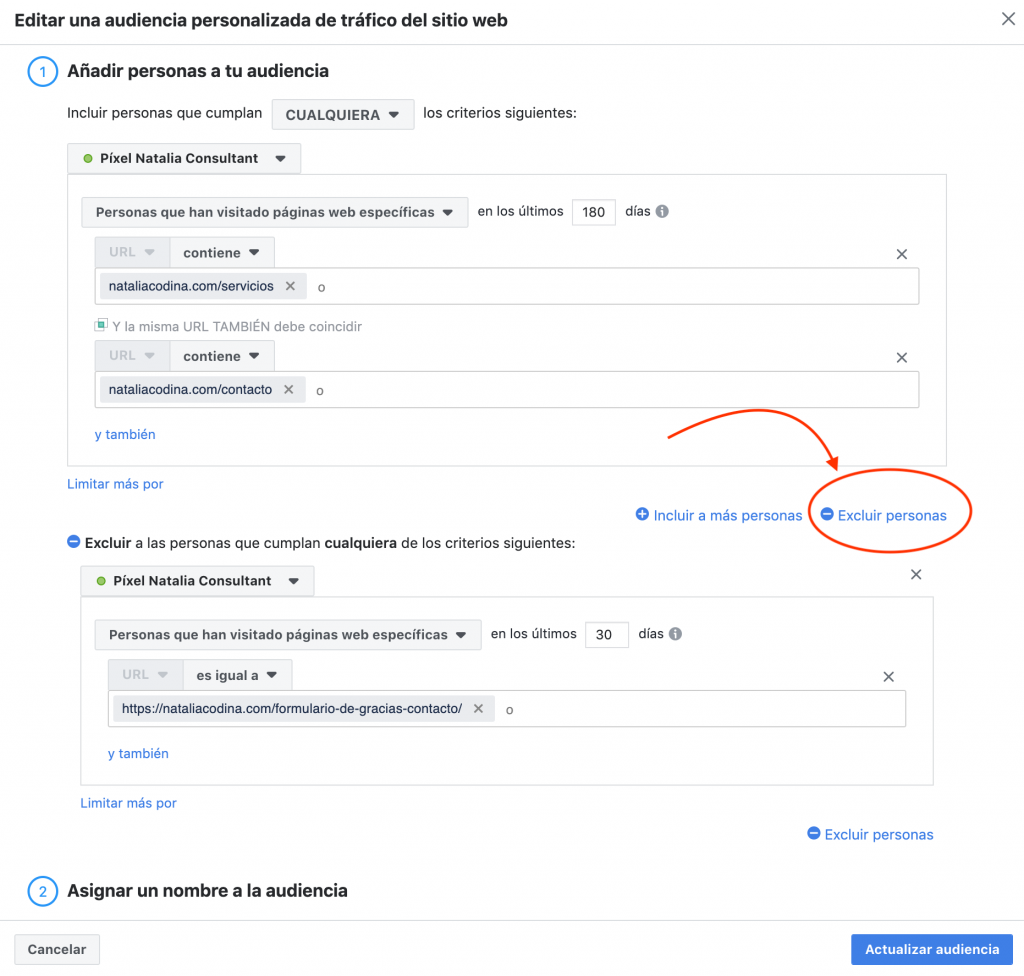 Editar una audiencia personalizada de tráfico del sitio web
1 Añadir personas a tu audiencia
Incluir personas que cumplan CUALQUIERA los criterios siguientes:
Píxel Natalia Consultant
Personas que han visitado páginas web específicas en los últimos 180 días
URL contiene
nataliacodina.com/servicios o
Y la misma URL TAMBIÉN debe coincidir
URL contiene
nataliacodina.com/contacto o
y también
Limitar más por
Incluir a más personas Excluir personas
Excluir a las personas que cumplan cualquiera de los criterios siguientes:
Píxel Natalia Consultant
Personas que han visitado páginas web específicas en los últimos 30 días
URL es igual a
https://nataliacodina.com/formulario-de-gracias-contacto/ o
y también
Limitar más por
Excluir personas
2 Asignar un nombre a la audiencia
Cancelar Actualizar audiencia